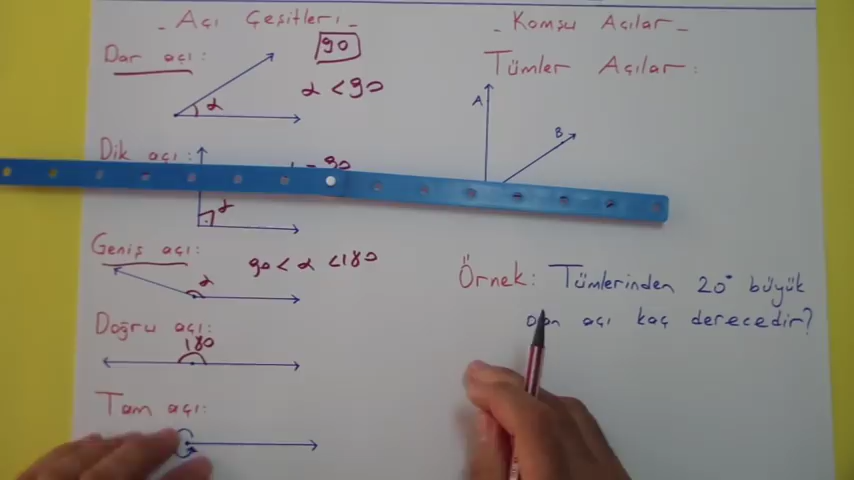 - Açı Çeşitleri -
Dar açı:
90
α
α < 90
Dik açı:
= 90
α
Geniş açı:
α
90 < α < 180
Doğru açı:
180
Tam açı:
- Komşu Açılar -
Tümler Açılar:
A
B
Örnek: Tümlerinden 20° büyük
olan açı kaç derecedir?